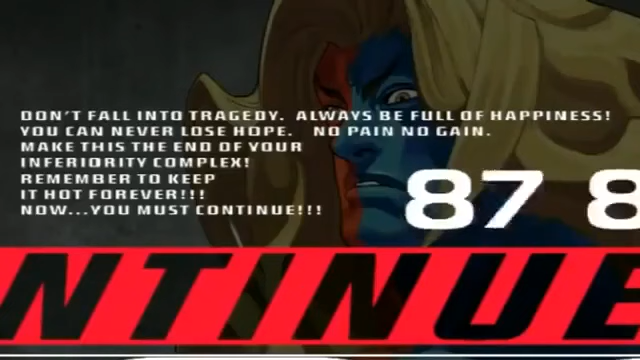 DON'T FALL INTO TRAGEDY. ALWAYS BE FULL OF HAPPINESS!
YOU CAN NEVER LOSE HOPE. NO PAIN NO GAIN.
MAKE THIS THE END OF YOUR
INFERIORITY COMPLEX!
REMEMBER TO KEEP
IT HOT FOREVER!!!
NOW...YOU MUST CONTINUE!!!
87 8
NTINUE